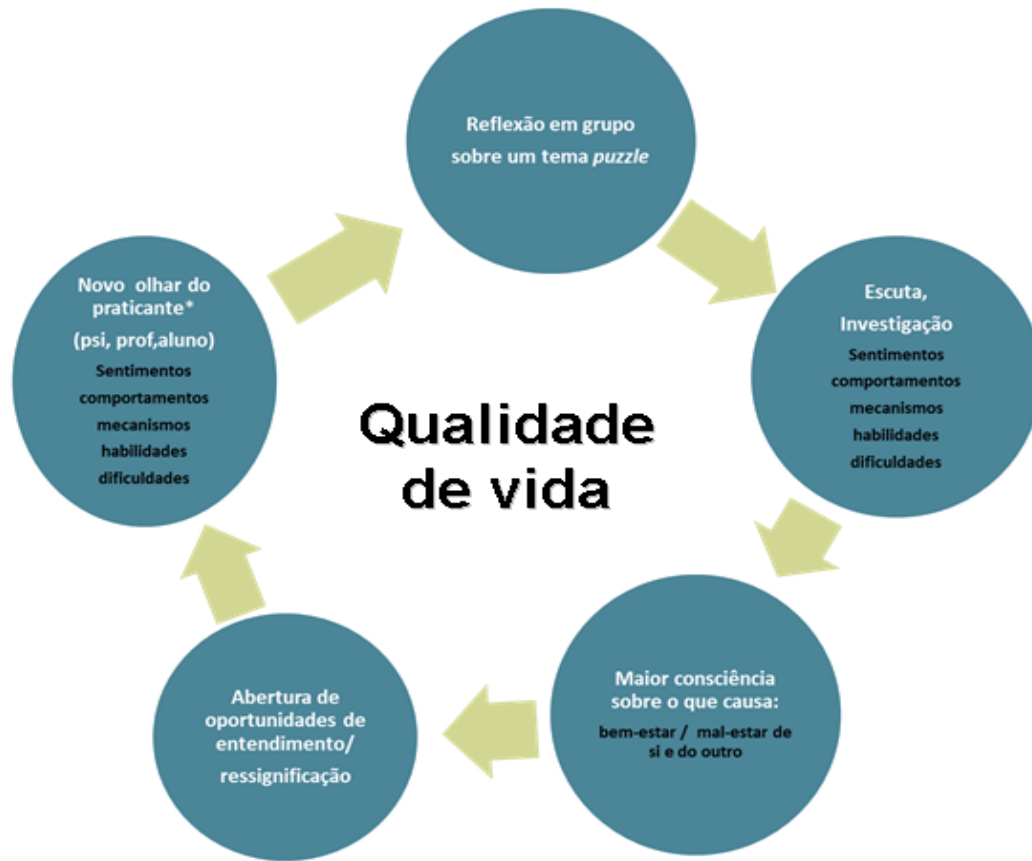 Reflexão em grupo
sobre um tema puzzle
Escuta,
Investigação
Sentimentos
comportamentos
mecanismos
habilidades
dificuldades
Maior consciência
sobre o que causa:
bem-estar / mal-estar de
si e do outro
Abertura de
oportunidades de
entendimento/
ressignificação
Novo olhar do
praticante*
(psi, prof,aluno)
Sentimentos
comportamentos
mecanismos
habilidades
dificuldades
Qualidade
de vida